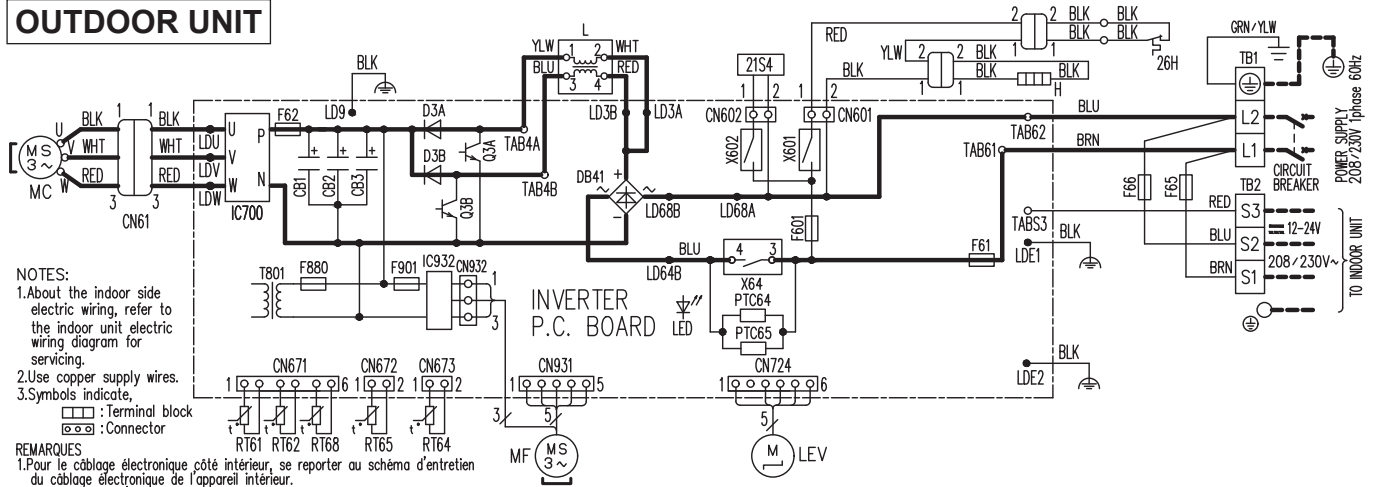 OUTDOOR UNIT
L
YLW 1 2 WHT
BLU RED
3 4
BLK
LD9
RED
2 2 BLK BLK
BLK BLK
1 1
26H
YLW
2 2 BLK
BLK BLK
1 1
H
BLK
21S4
2 1
2 1
CN602
CN601
X602
X601
GRN/YLW
TB1
L2
L1
CIRCUIT
BREAKER
POWER SUPPLY
208/230V 1phase 60Hz
BLU
TAB62
BRN
TAB61
F66
F65
TB2
RED
S3
TABS3
12-24V
BLU
S2
208/230V~
BRN
S1
TO INDOOR UNIT
BLK
LDE1
BLK
LDE2
MS
3~
MC
U
V
W
BLK
WHT
RED
1 1
3 3
CN61
BLK
WHT
RED
LDU
LDV
LDW
U
V
W
P
N
IC700
F62
CB1
CB2
CB3
D3A
D3B
Q3A
Q3B
TAB4A
TAB4B
LD3B
LD3A
DB41
+
-
LD68B
LD68A
F601
F61
BLU
LD64B
4 3
X64
PTC64
PTC65
T801
F880
F901
IC932
CN932
1
3
INVERTER
P.C. BOARD
LED
CN671
1 6
CN672
1 2
CN673
1 2
CN931
1 5
CN724
1 6
t° RT61
t° RT62
t° RT68
t° RT65
t° RT64
3
5
MF
MS
3~
5
M
LEV
NOTES:
1.About the indoor side
electric wiring, refer to
the indoor unit electric
wiring diagram for
servicing.
2.Use copper supply wires.
3.Symbols indicate,
: Terminal block
: Connector
REMARQUES
1.Pour le câblage électronique côté intérieur, se reporter au schéma d'entretien
du câblage électronique de l'appareil intérieur.